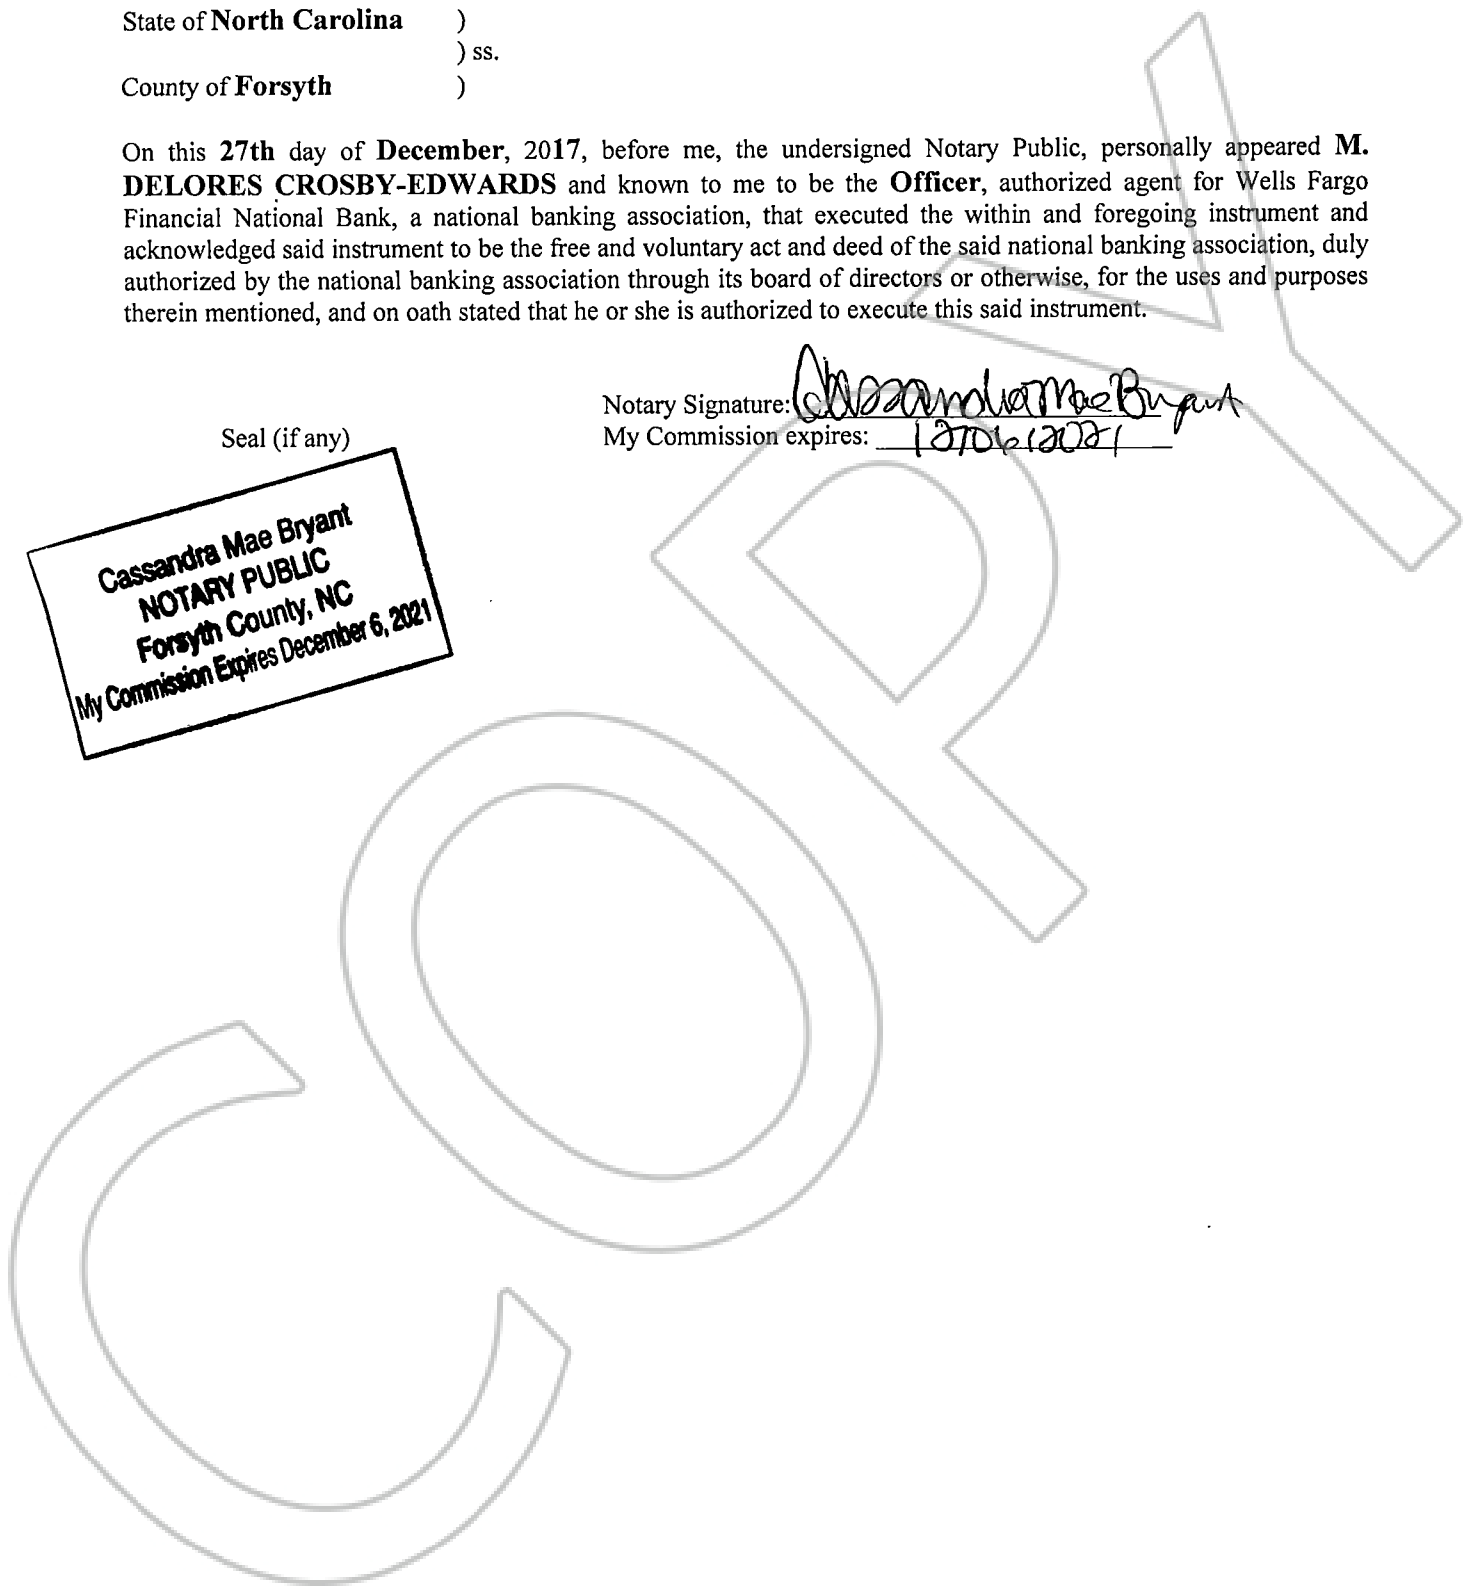 State of North Carolina )
) ss.
County of Forsyth )
On this 27th day of December, 2017, before me, the undersigned Notary Public, personally appeared M.
DELORES CROSBY-EDWARDS and known to me to be the Officer, authorized agent for Wells Fargo
Financial National Bank, a national banking association, that executed the within and foregoing instrument and
acknowledged said instrument to be the free and voluntary act and deed of the said national banking association, duly
authorized by the national banking association through its board of directors or otherwise, for the uses and purposes
therein mentioned, and on oath stated that he or she is authorized to execute this said instrument.
Notary Signature: Cassandra Mae Bryant
My Commission expires: 12/06/2021
Seal (if any)
Cassandra Mae Bryant
NOTARY PUBLIC
Forsyth County, NC
My Commission Expires December 6, 2021
COPY